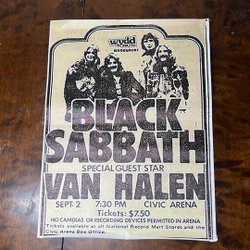 wydd
ANNOUNCES
BLACK
SABBATH
SPECIAL GUEST STAR
VAN HALEN
SEPT. 2 7:30 PM CIVIC ARENA
Tickets: $7.50
NO CAMERAS OR RECORDING DEVICES PERMITTED IN ARENA
Tickets available at all National Record Mart Stores and the
Civic Arena Box Office.